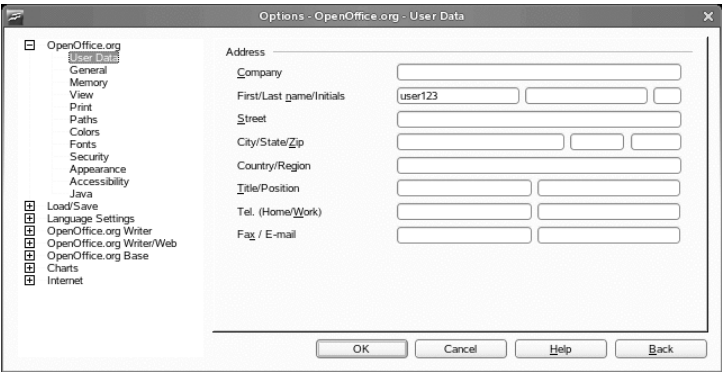 Options - OpenOffice.org - User Data
OpenOffice.org
User Data
General
Memory
View
Print
Paths
Colors
Fonts
Security
Appearance
Accessibility
Java
Load/Save
Language Settings
OpenOffice.org Writer
OpenOffice.org Writer/Web
OpenOffice.org Base
Charts
Internet
Address
Company
First/Last name/Initials
user123
Street
City/State/Zip
Country/Region
Title/Position
Tel. (Home/Work)
Fax / E-mail
OK
Cancel
Help
Back